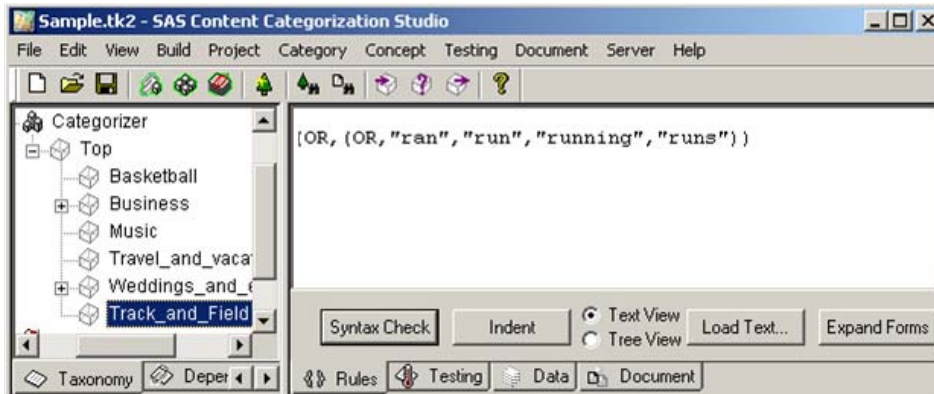 Sample.tk2 - SAS Content Categorization Studio
File Edit View Build Project Category Concept Testing Document Server Help
Categorizer
Top
Basketball
Business
Music
Travel_and_vaca
Weddings_and_e
Track_and_Field
(OR,(OR,"ran","run","running","runs"))
Syntax Check
Indent
Text View
Tree View
Load Text...
Expand Forms
Taxonomy
Deper
Rules
Testing
Data
Document